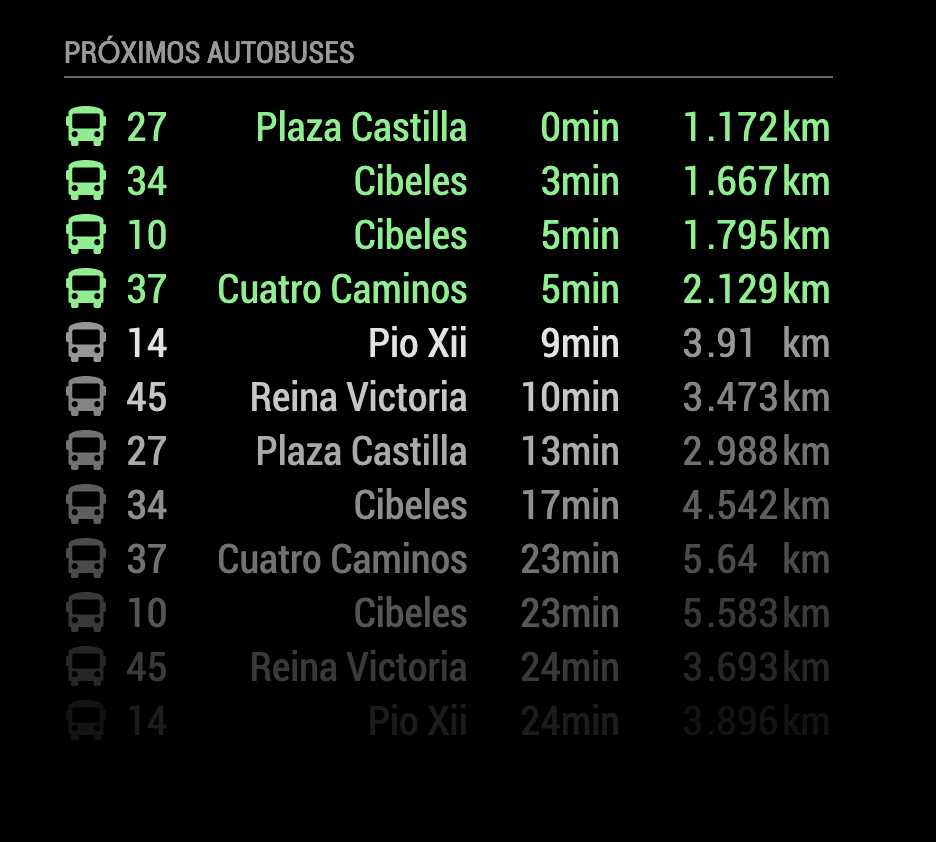 PRÓXIMOS AUTOBUSES
27 Plaza Castilla 0min 1.172 km
34 Cibeles 3min 1.667 km
10 Cibeles 5min 1.795 km
37 Cuatro Caminos 5min 2.129 km
14 Pio Xii 9min 3.91 km
45 Reina Victoria 10min 3.473 km
27 Plaza Castilla 13min 2.988 km
34 Cibeles 17min 4.542 km
37 Cuatro Caminos 23min 5.64 km
10 Cibeles 23min 5.583 km
45 Reina Victoria 24min 3.693 km
14 Pio Xii 24min 3.896 km